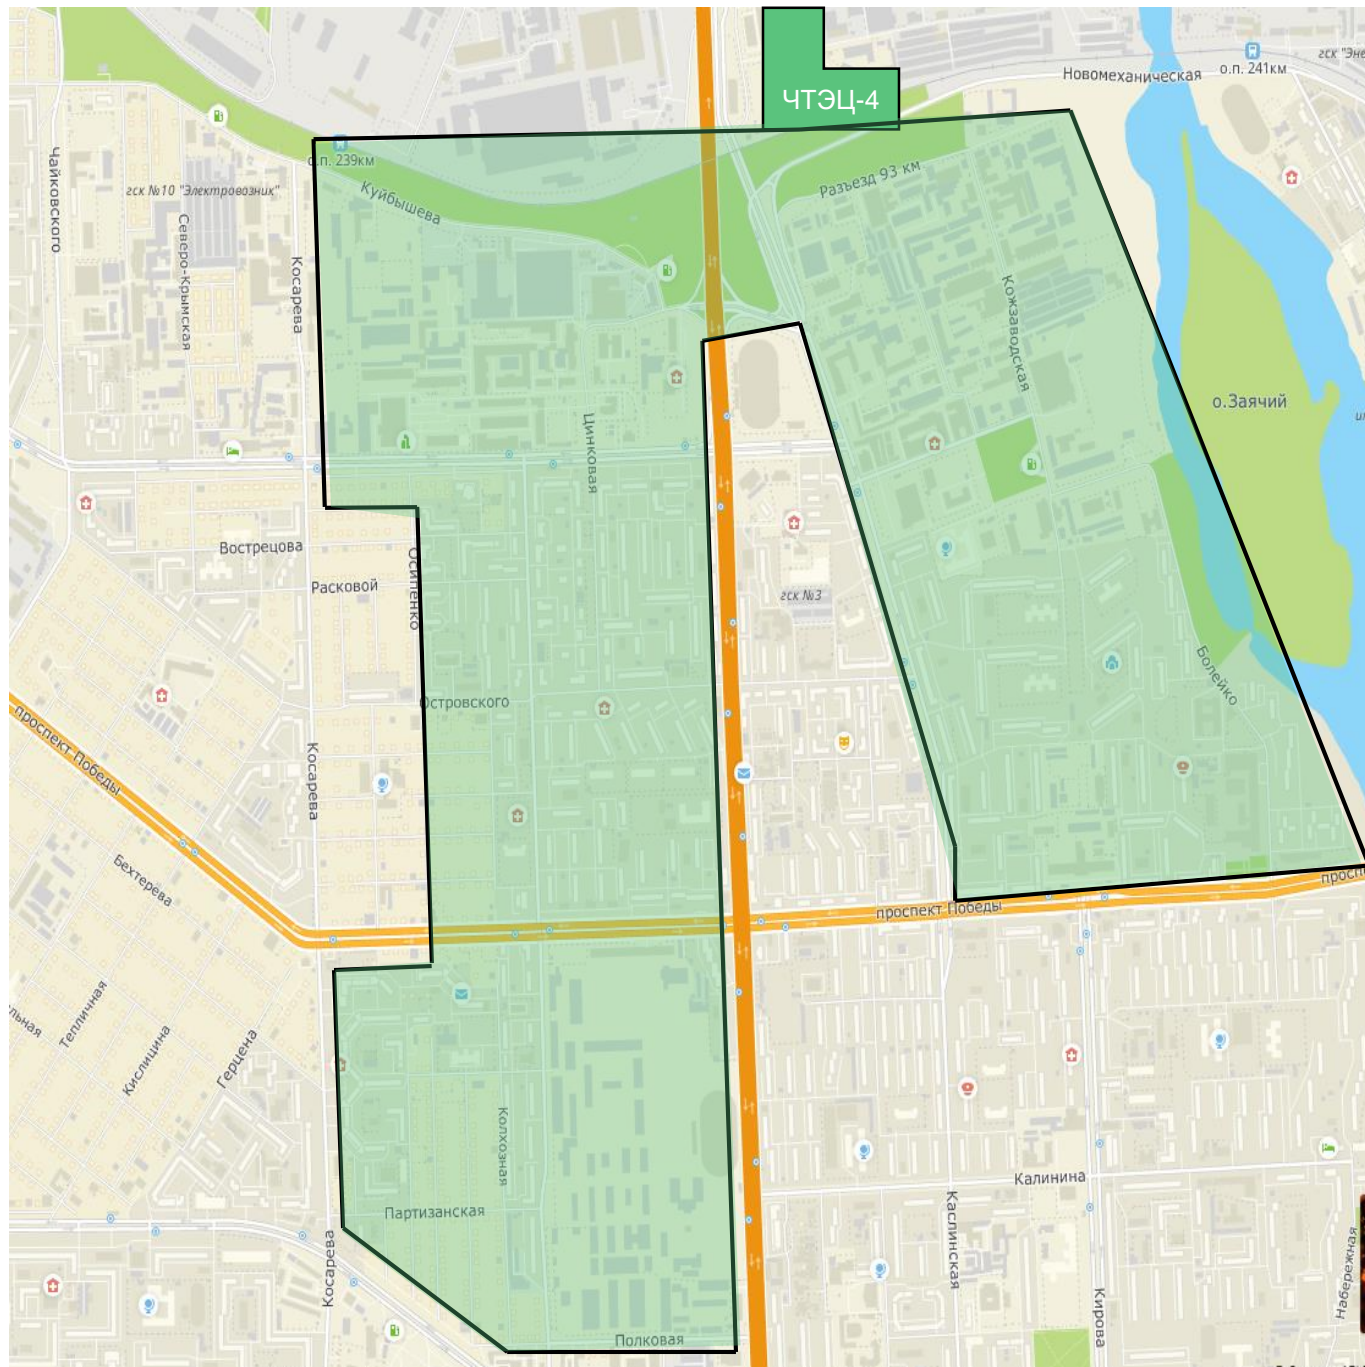 ЧТЭЦ-4
гск "Эне
о.п. 241км
Новомеханическая
о.п. 239км
Чайковского
гск №10 "Электровозник"
Куйбышева
Разъезд 93 км
Северо-Крымская
Косарева
Кожзаводская
о.Заячий
Цинковая
Вострецова
Осипенко
Расковой
гск №3
Болейко
Островского
проспект Победы
Косарева
Бехтерева
просп
проспект Победы
Тепличная
льная
Кислицина
Герцена
Колхозная
Калинина
Партизанская
Каслинская
Косарева
Кирова
Набережная
Полковая